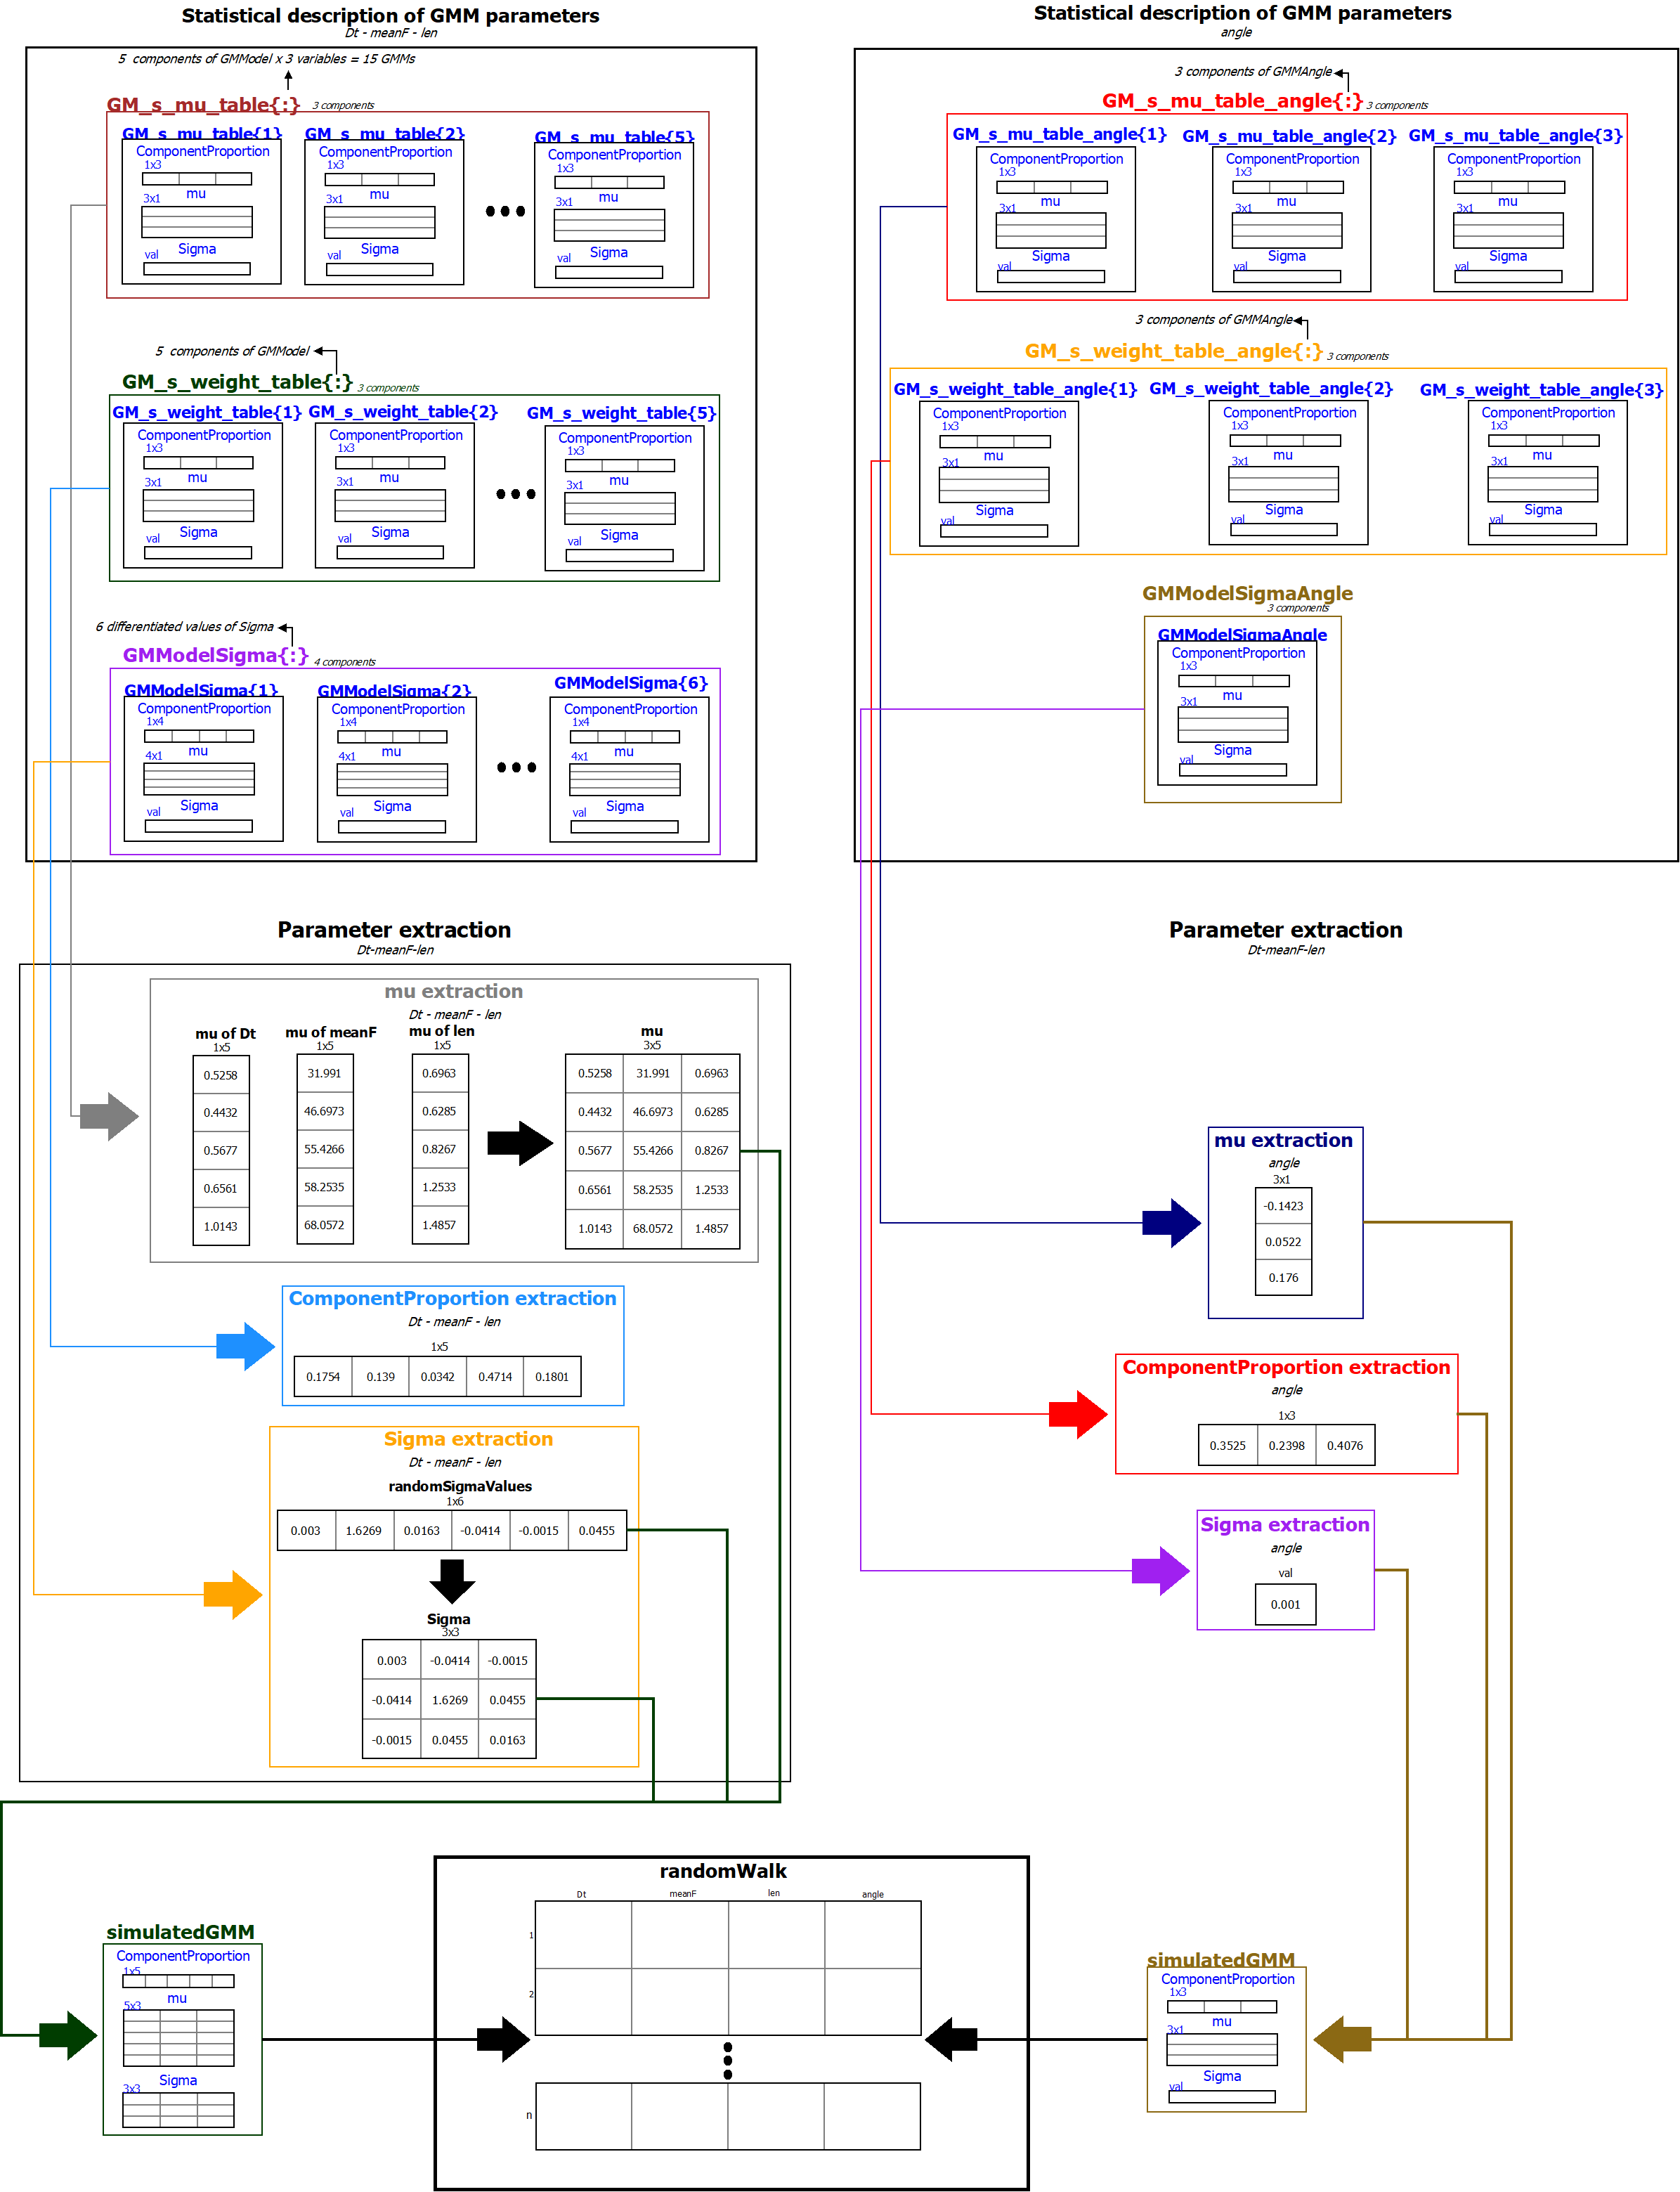 Statistical description of GMM parameters
Dt - meanF - len
5 components of GMModel x 3 variables = 15 GMMs
GM_s_mu_table{:} 3 components
GM_s_mu_table{1} GM_s_mu_table{2} GM_s_mu_table{5}
ComponentProportion ComponentProportion ComponentProportion
1x3 1x3 1x3
mu mu mu
3x1 3x1 3x1
Sigma Sigma Sigma
val val val
5 components of GMModel
GM_s_weight_table{:} 3 components
GM_s_weight_table{1} GM_s_weight_table{2} GM_s_weight_table{5}
ComponentProportion ComponentProportion ComponentProportion
1x3 1x3 1x3
mu mu mu
3x1 3x1 3x1
Sigma Sigma Sigma
val val val
6 differentiated values of Sigma
GMModelSigma{:} 4 components
GMModelSigma{1} GMModelSigma{2} GMModelSigma{6}
ComponentProportion ComponentProportion ComponentProportion
1x4 1x4 1x4
mu mu mu
4x1 4x1 4x1
Sigma Sigma Sigma
val val val
Statistical description of GMM parameters
angle
3 components of GMMAngle
GM_s_mu_table_angle{:} 3 components
GM_s_mu_table_angle{1} GM_s_mu_table_angle{2} GM_s_mu_table_angle{3}
ComponentProportion ComponentProportion ComponentProportion
1x3 1x3 1x3
mu mu mu
3x1 3x1 3x1
Sigma Sigma Sigma
val val val
3 components of GMMAngle
GM_s_weight_table_angle{:} 3 components
GM_s_weight_table_angle{1} GM_s_weight_table_angle{2} GM_s_weight_table_angle{3}
ComponentProportion ComponentProportion ComponentProportion
1x3 1x3 1x3
mu mu mu
3x1 3x1 3x1
Sigma Sigma Sigma
val val val
GMModelSigmaAngle
3 components
GMModelSigmaAngle
ComponentProportion
1x3
mu
3x1
Sigma
val
Parameter extraction
Dt-meanF-len
mu extraction
Dt - meanF - len
mu of Dt mu of meanF mu of len mu
1x5 1x5 1x5 3x5
0.5258 31.991 0.6963 0.5258 31.991 0.6963
0.4432 46.6973 0.6285 0.4432 46.6973 0.6285
0.5677 55.4266 0.8267 0.5677 55.4266 0.8267
0.6561 58.2535 1.2533 0.6561 58.2535 1.2533
1.0143 68.0572 1.4857 1.0143 68.0572 1.4857
ComponentProportion extraction
Dt - meanF - len
1x5
0.1754 0.139 0.0342 0.4714 0.1801
Sigma extraction
Dt - meanF - len
randomSigmaValues
1x6
0.003 1.6269 0.0163 -0.0414 -0.0015 0.0455
Sigma
3x3
0.003 -0.0414 -0.0015
-0.0414 1.6269 0.0455
-0.0015 0.0455 0.0163
Parameter extraction
Dt-meanF-len
mu extraction
angle
3x1
-0.1423
0.0522
0.176
ComponentProportion extraction
angle
1x3
0.3525 0.2398 0.4076
Sigma extraction
angle
val
0.001
simulatedGMM
ComponentProportion
1x5
mu
5x3
Sigma
3x3
randomWalk
Dt meanF len angle
1
2
n
simulatedGMM
ComponentProportion
1x3
mu
3x1
Sigma
val